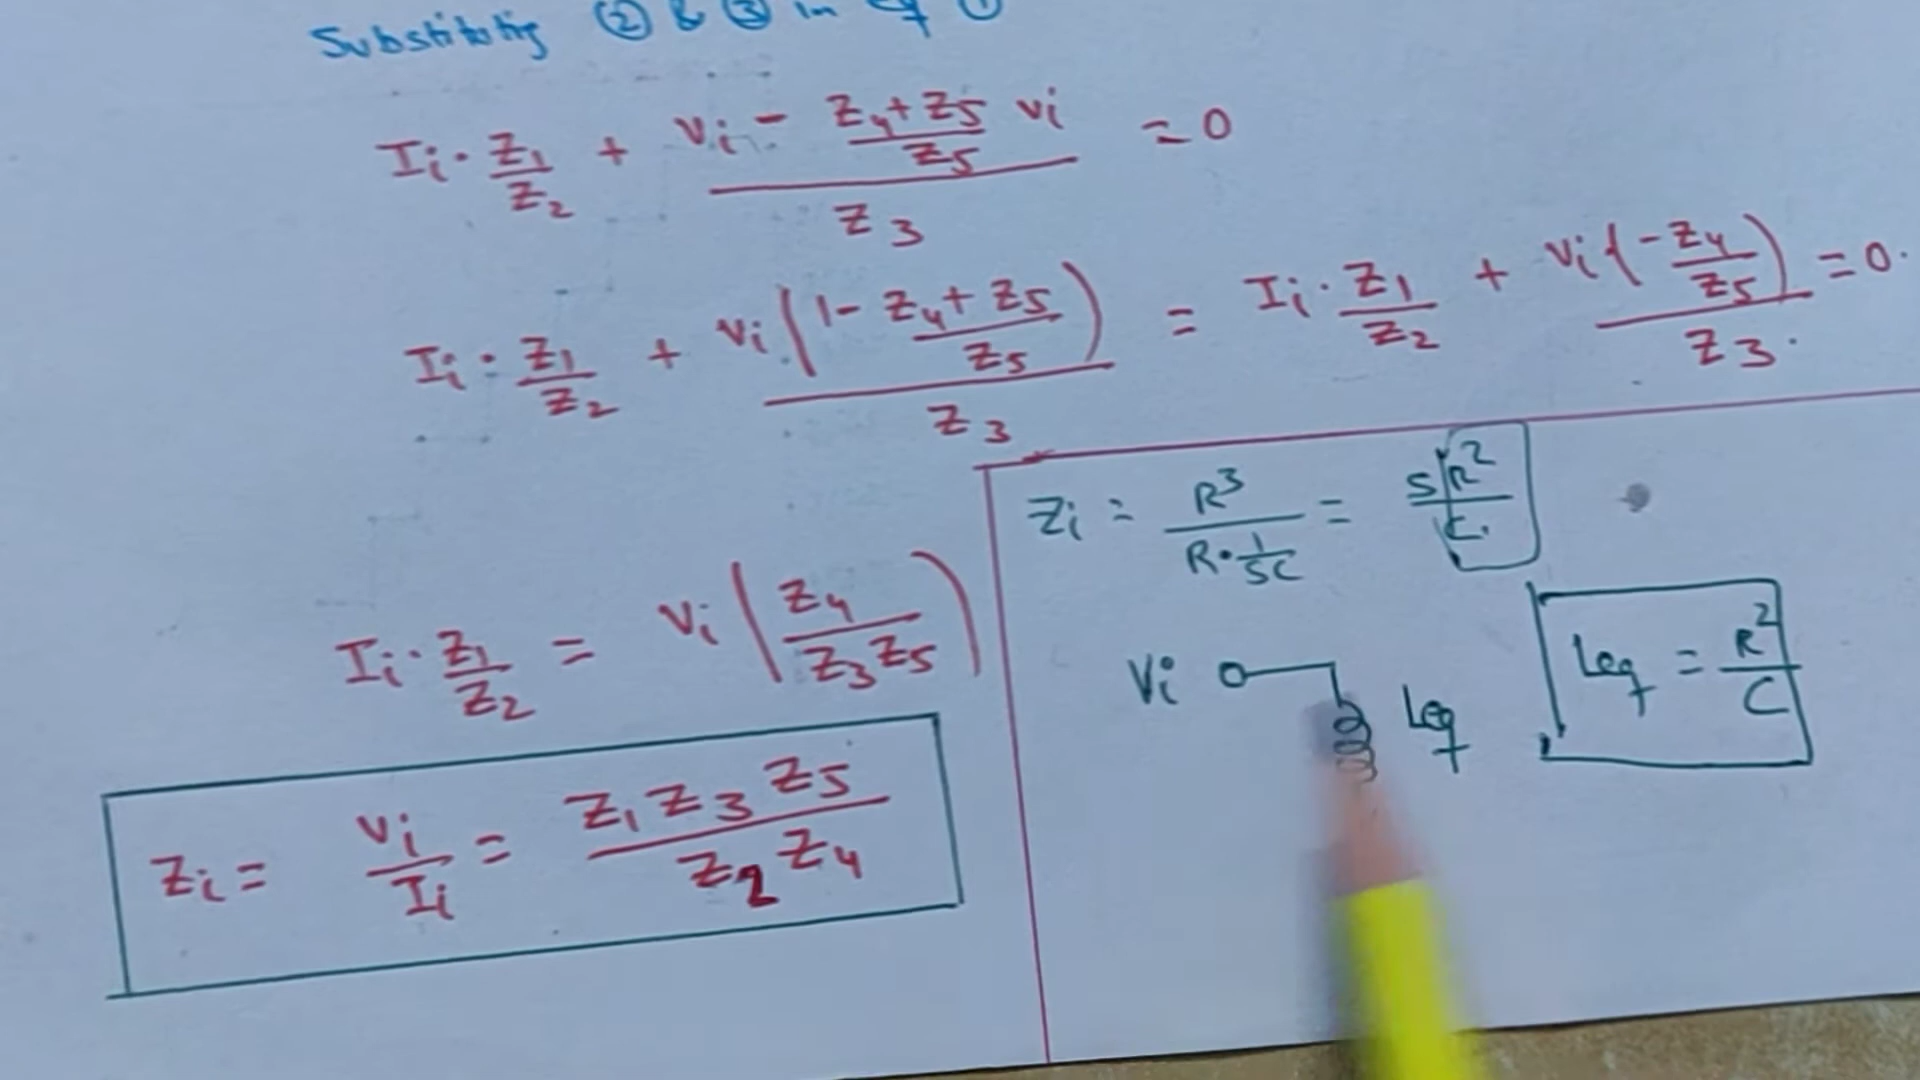 Substituting ② & ③ in eq ①
Ii · Z1/Z2 + (Vi - (Z4+Z5)/Z5 Vi)/Z3 = 0
Ii · Z1/Z2 + Vi(1 - (Z4+Z5)/Z5)/Z3 = Ii · Z1/Z2 + Vi(-Z4/Z5)/Z3 = 0.
Ii · Z1/Z2 = Vi(Z4/(Z3Z5))
Zi = Vi/Ii = Z1Z3Z5/(Z2Z4)
Zi = R³/(R·1/SC) = SR²/C.
Vi Leq
Leq = R²/C